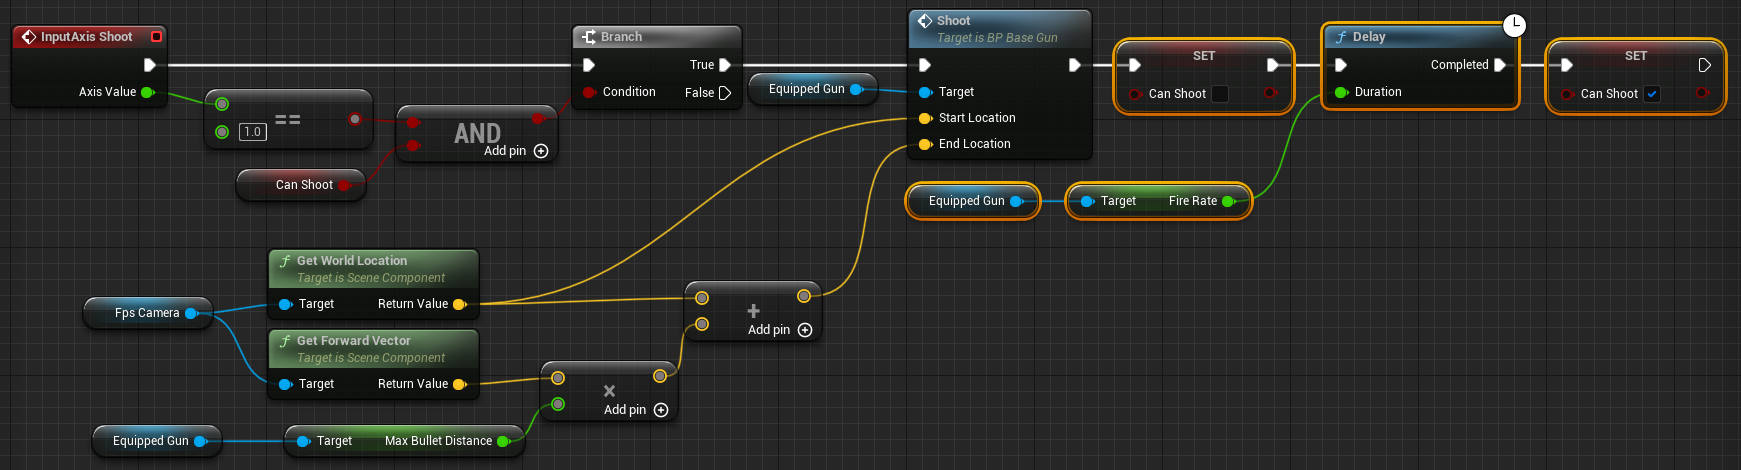 InputAxis Shoot
Axis Value
==
1.0
Can Shoot
AND
Add pin
Branch
True
Condition
False
Equipped Gun
Shoot
Target is BP Base Gun
Target
Start Location
End Location
SET
Can Shoot
Delay
Completed
Duration
SET
Can Shoot
Equipped Gun
Target Fire Rate
Fps Camera
Get World Location
Target is Scene Component
Target Return Value
Get Forward Vector
Target is Scene Component
Target Return Value
Equipped Gun
Target Max Bullet Distance
×
Add pin
+
Add pin